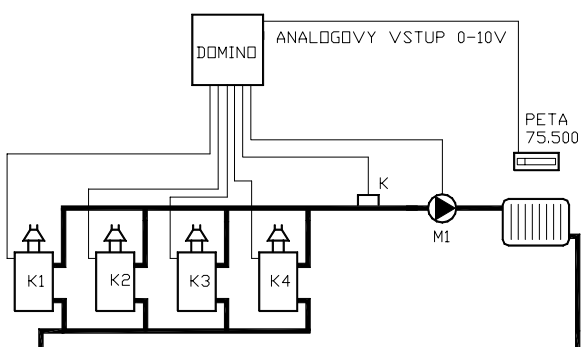 DOMINO
ANALOGOVY VSTUP 0-10V
PETA
75.500
K
M1
K1
K2
K3
K4